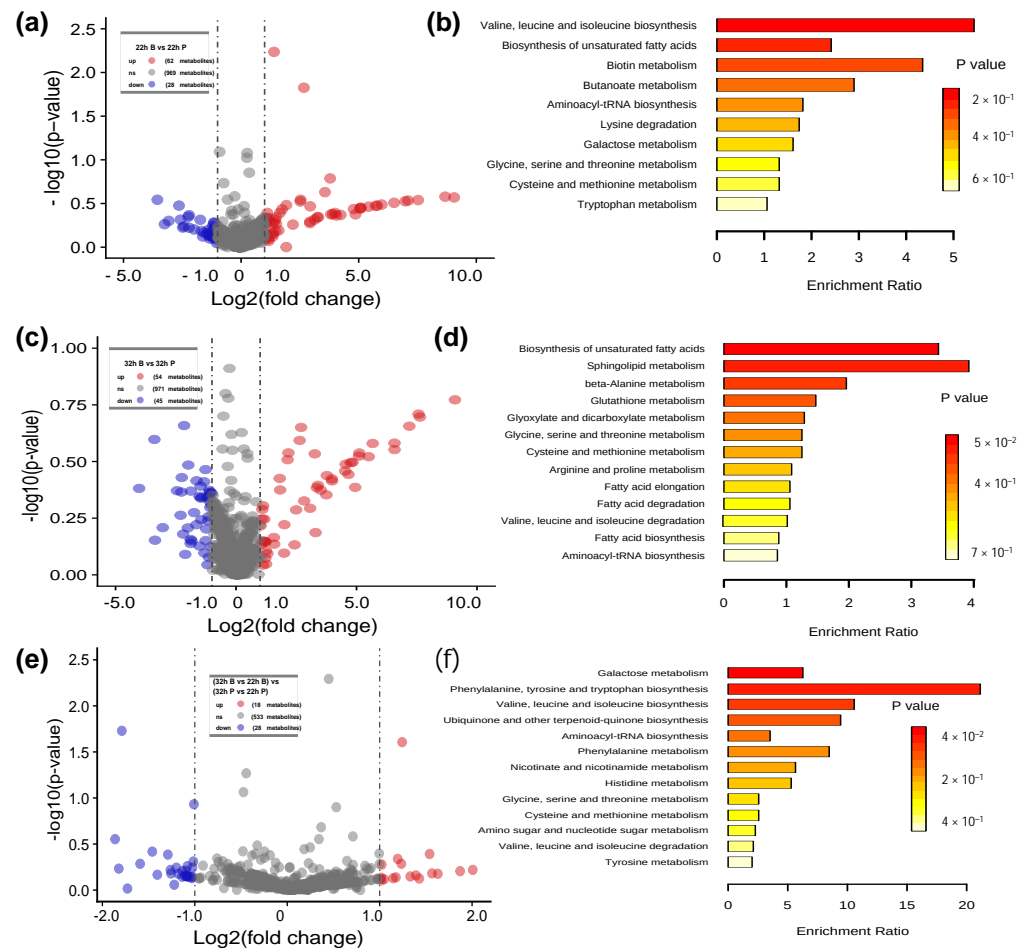 (a)
2.5
2.0
1.5
1.0
0.5
0.0
- log10(p−value)
22h B vs 22h P
up (62 metabolites)
ns (969 metabolites)
down (28 metabolites)
- 5.0 - 1.0 0 1.0 5.0 10.0
Log2(fold change)
(b)
Valine, leucine and isoleucine biosynthesis
Biosynthesis of unsaturated fatty acids
Biotin metabolism
Butanoate metabolism
Aminoacyl-tRNA biosynthesis
Lysine degradation
Galactose metabolism
Glycine, serine and threonine metabolism
Cysteine and methionine metabolism
Tryptophan metabolism
0 1 2 3 4 5
Enrichment Ratio
P value
2 × 10⁻¹
4 × 10⁻¹
6 × 10⁻¹
(c)
1.00
0.75
0.50
0.25
0.00
-log10(p-value)
32h B vs 32h P
up (54 metabolites)
ns (971 metabolites)
down (45 metabolites)
-5.0 -1.0 0 1.0 5.0 10.0
Log2(fold change)
(d)
Biosynthesis of unsaturated fatty acids
Sphingolipid metabolism
beta-Alanine metabolism
Glutathione metabolism
Glyoxylate and dicarboxylate metabolism
Glycine, serine and threonine metabolism
Cysteine and methionine metabolism
Arginine and proline metabolism
Fatty acid elongation
Fatty acid degradation
Valine, leucine and isoleucine degradation
Fatty acid biosynthesis
Aminoacyl-tRNA biosynthesis
0 1 2 3 4
Enrichment Ratio
P value
5 × 10⁻²
4 × 10⁻¹
7 × 10⁻¹
(e)
2.5
2.0
1.5
1.0
0.5
0.0
-log10(p-value)
(32h B vs 22h B) vs
(32h P vs 22h P)
up (18 metabolites)
ns (533 metabolites)
down (28 metabolites)
-2.0 -1.0 0.0 1.0 2.0
Log2(fold change)
(f)
Galactose metabolism
Phenylalanine, tyrosine and tryptophan biosynthesis
Valine, leucine and isoleucine biosynthesis
Ubiquinone and other terpenoid-quinone biosynthesis
Aminoacyl-tRNA biosynthesis
Phenylalanine metabolism
Nicotinate and nicotinamide metabolism
Histidine metabolism
Glycine, serine and threonine metabolism
Cysteine and methionine metabolism
Amino sugar and nucleotide sugar metabolism
Valine, leucine and isoleucine degradation
Tyrosine metabolism
0 5 10 15 20
Enrichment Ratio
P value
4 × 10⁻²
2 × 10⁻¹
4 × 10⁻¹